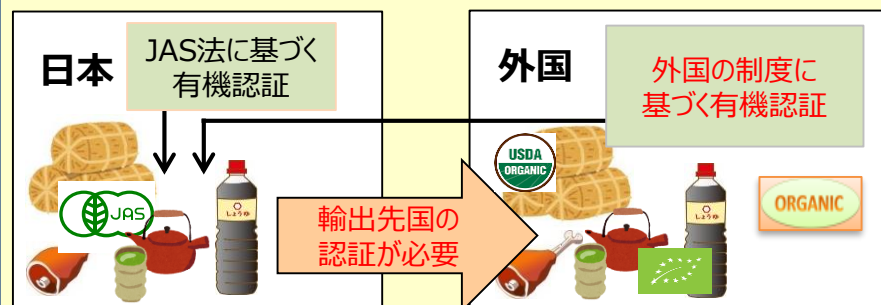 日本
JAS法に基づく
有機認証
外国
外国の制度に
基づく有機認証
JAS
しょうゆ
輸出先国の
認証が必要
USDA
ORGANIC
しょうゆ
ORGANIC